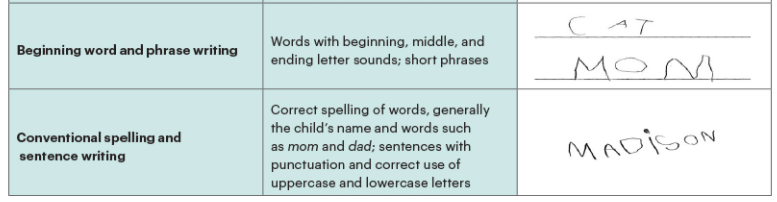 Beginning word and phrase writing
Words with beginning, middle, and
ending letter sounds; short phrases
C AT
MOM
Conventional spelling and
sentence writing
Correct spelling of words, generally
the child's name and words such
as mom and dad; sentences with
punctuation and correct use of
uppercase and lowercase letters
MADiSON